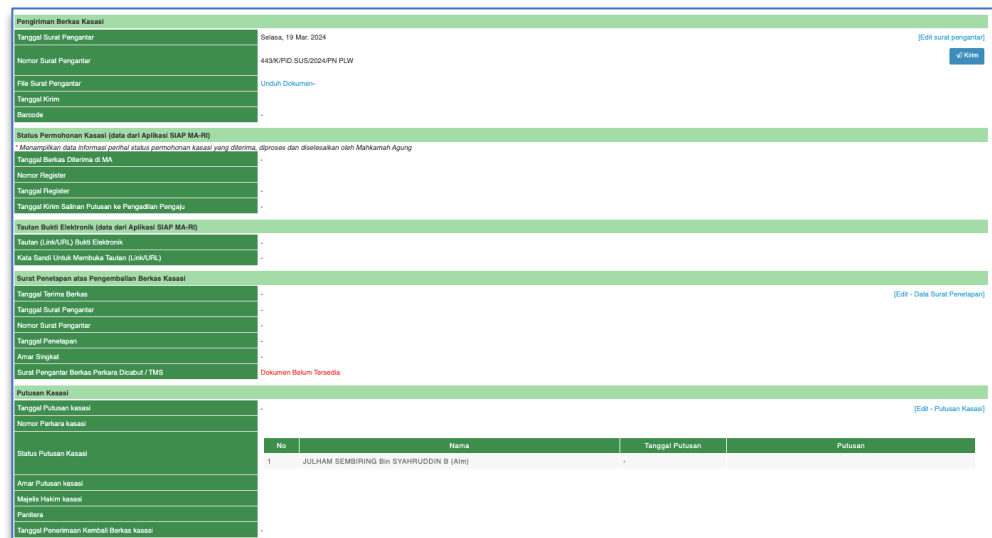 Pengiriman Berkas Kasasi
Tanggal Surat Pengantar Selasa, 19 Mar. 2024 [Edit surat pengantar]
Nomor Surat Pengantar 443/K/PID.SUS/2024/PN PLW Kirim
File Surat Pengantar Unduh Dokumen-
Tanggal Kirim
Barcode -
Status Permohonan Kasasi (data dari Aplikasi SIAP MA-RI)
* Menampilkan data informasi perihal status permohonan kasasi yang diterima, diproses dan diselesaikan oleh Mahkamah Agung
Tanggal Berkas Diterima di MA -
Nomor Register
Tanggal Register -
Tanggal Kirim Salinan Putusan ke Pengadilan Pengaju -
Tautan Bukti Elektronik (data dari Aplikasi SIAP MA-RI)
Tautan (Link/URL) Bukti Elektronik -
Kata Sandi Untuk Membuka Tautan (Link/URL) -
Surat Penetapan atas Pengembalian Berkas Kasasi
Tanggal Terima Berkas - [Edit - Data Surat Penetapan]
Tanggal Surat Pengantar -
Nomor Surat Pengantar -
Tanggal Penetapan -
Amar Singkat -
Surat Pengantar Berkas Perkara Dicabut / TMS Dokumen Belum Tersedia
Putusan Kasasi
Tanggal Putusan kasasi - [Edit - Putusan Kasasi]
Nomor Perkara kasasi
Status Putusan Kasasi
No Nama Tanggal Putusan Putusan
1 JULHAM SEMBIRING Bin SYAHRUDDIN B (Alm) -
Amar Putusan kasasi
Majelis Hakim kasasi
Panitera
Tanggal Penerimaan Kembali Berkas kasasi -